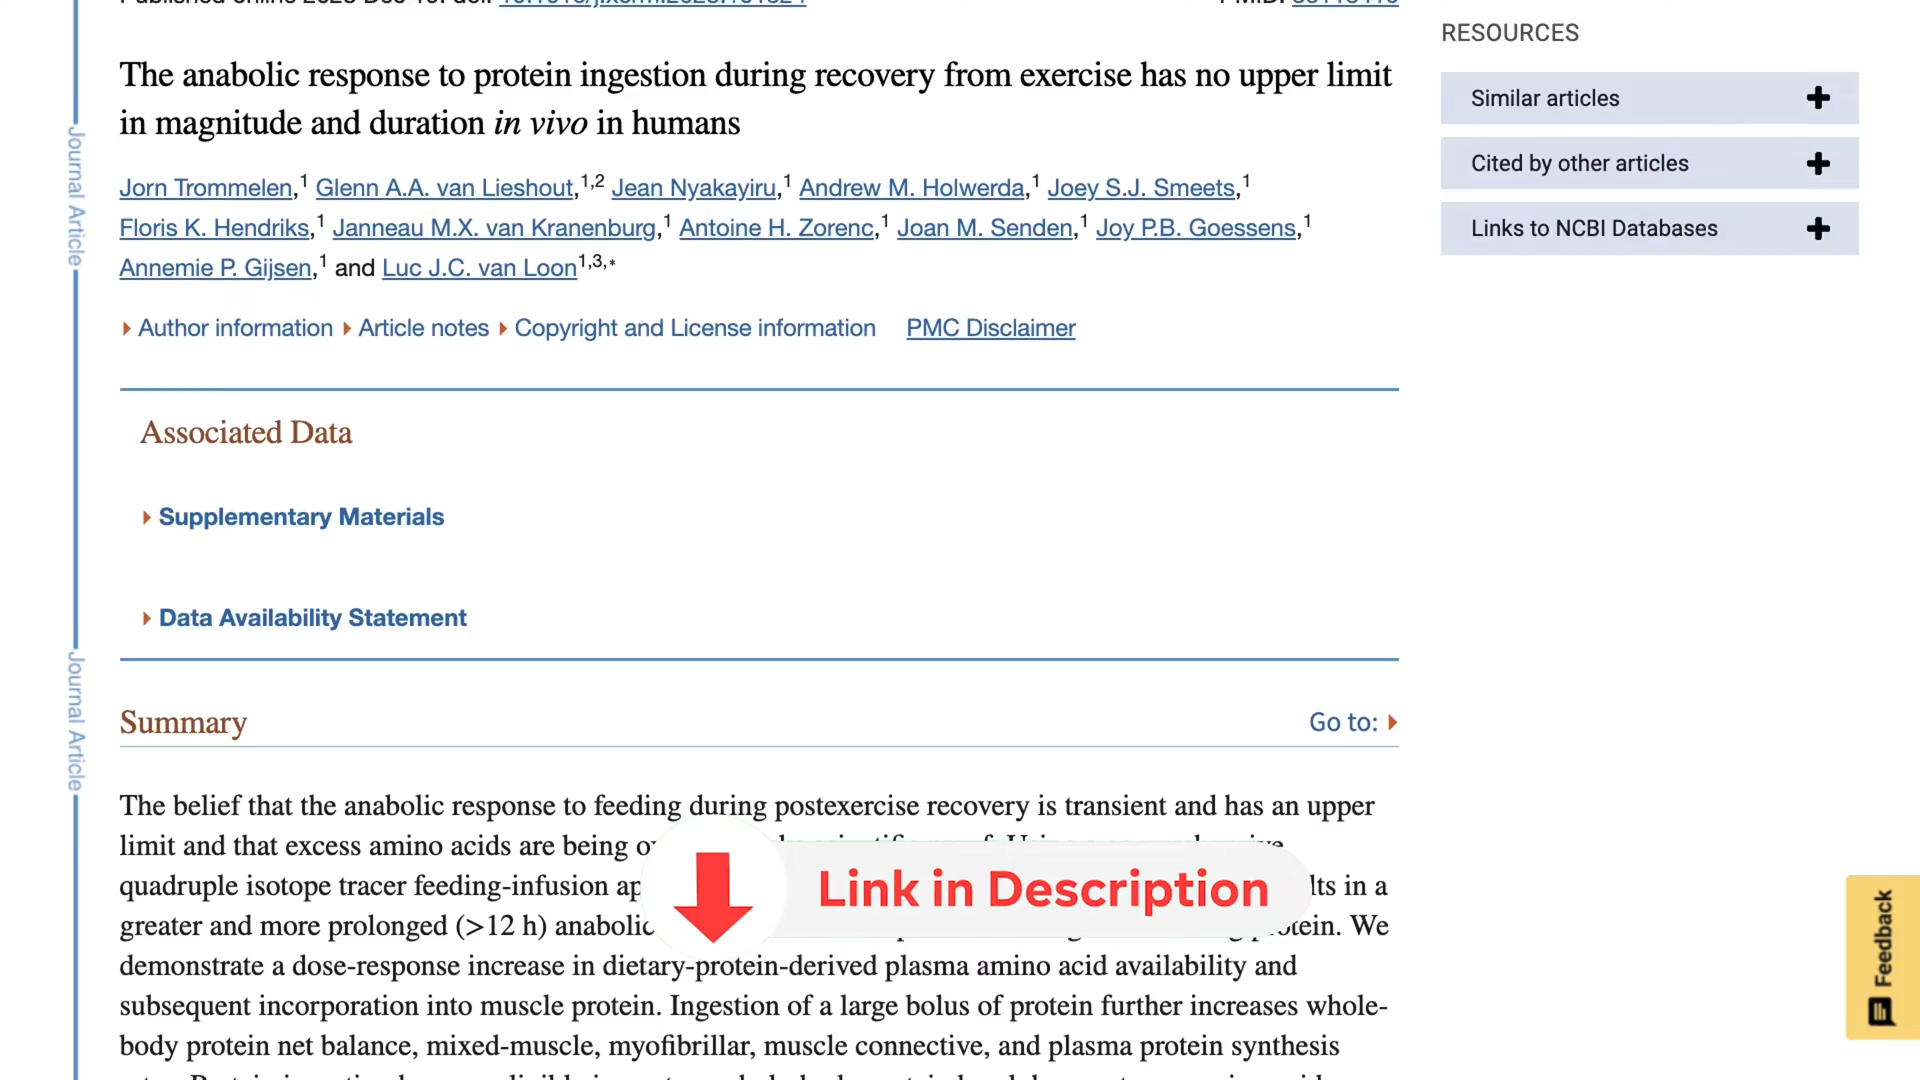 The anabolic response to protein ingestion during recovery from exercise has no upper limit
in magnitude and duration in vivo in humans
Jorn Trommelen,1 Glenn A.A. van Lieshout,1,2 Jean Nyakayiru,1 Andrew M. Holwerda,1 Joey S.J. Smeets,1
Floris K. Hendriks,1 Janneau M.X. van Kranenburg,1 Antoine H. Zorenc,1 Joan M. Senden,1 Joy P.B. Goessens,1
Annemie P. Gijsen,1 and Luc J.C. van Loon1,3,*
Author information Article notes Copyright and License information PMC Disclaimer
Associated Data
Supplementary Materials
Data Availability Statement
Summary
Go to:
The belief that the anabolic response to feeding during postexercise recovery is transient and has an upper
limit and that excess amino acids are being
quadruple isotope tracer feeding-infusion
greater and more prolonged (>12 h) anabolic protein. We
demonstrate a dose-response increase in dietary-protein-derived plasma amino acid availability and
subsequent incorporation into muscle protein. Ingestion of a large bolus of protein further increases whole-
body protein net balance, mixed-muscle, myofibrillar, muscle connective, and plasma protein synthesis
Link in Description
RESOURCES
Similar articles
Cited by other articles
Links to NCBI Databases
Journal Article
Journal Article
Feedback